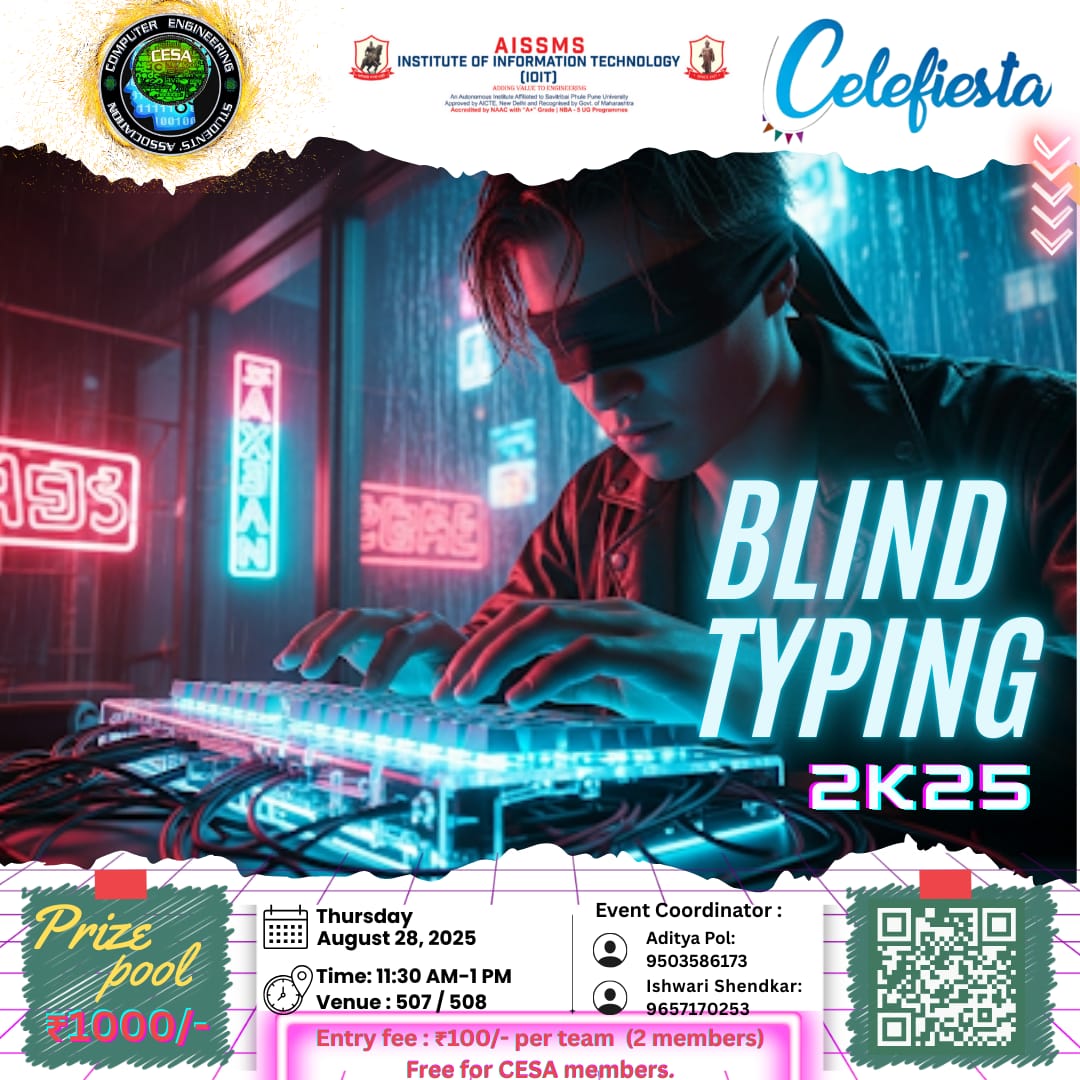 COMPUTER ENGINEERING
STUDENTS' ASSOCIATION
CESA
AISSMS
INSTITUTE OF INFORMATION TECHNOLOGY
(IOIT)
ADDING VALUE TO ENGINEERING
An Autonomous Institute Affiliated to Savitribai Phule Pune University
Approved by AICTE, New Delhi and Recognised by Govt. of Maharashtra
Accredited by NAAC with "A+" Grade | NBA - 5 UG Programmes
Celefiesta
BLIND
TYPING
2K25
Prize
pool
₹1000/-
Thursday
August 28, 2025
Time: 11:30 AM-1 PM
Venue : 507 / 508
Event Coordinator :
Aditya Pol:
9503586173
Ishwari Shendkar:
9657170253
Entry fee : ₹100/- per team (2 members)
Free for CESA members.